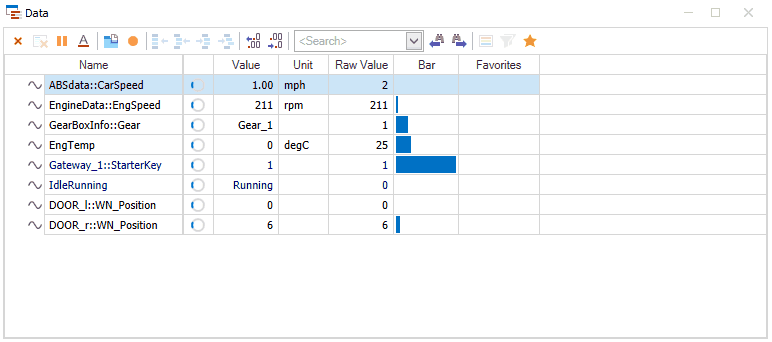 Data
<Search>
Name Value Unit Raw Value Bar Favorites
ABSdata::CarSpeed 1.00 mph 2
EngineData::EngSpeed 211 rpm 211
GearBoxInfo::Gear Gear_1 1
EngTemp 0 degC 25
Gateway_1::StarterKey 1 1
IdleRunning Running 0
DOOR_l::WN_Position 0 0
DOOR_r::WN_Position 6 6